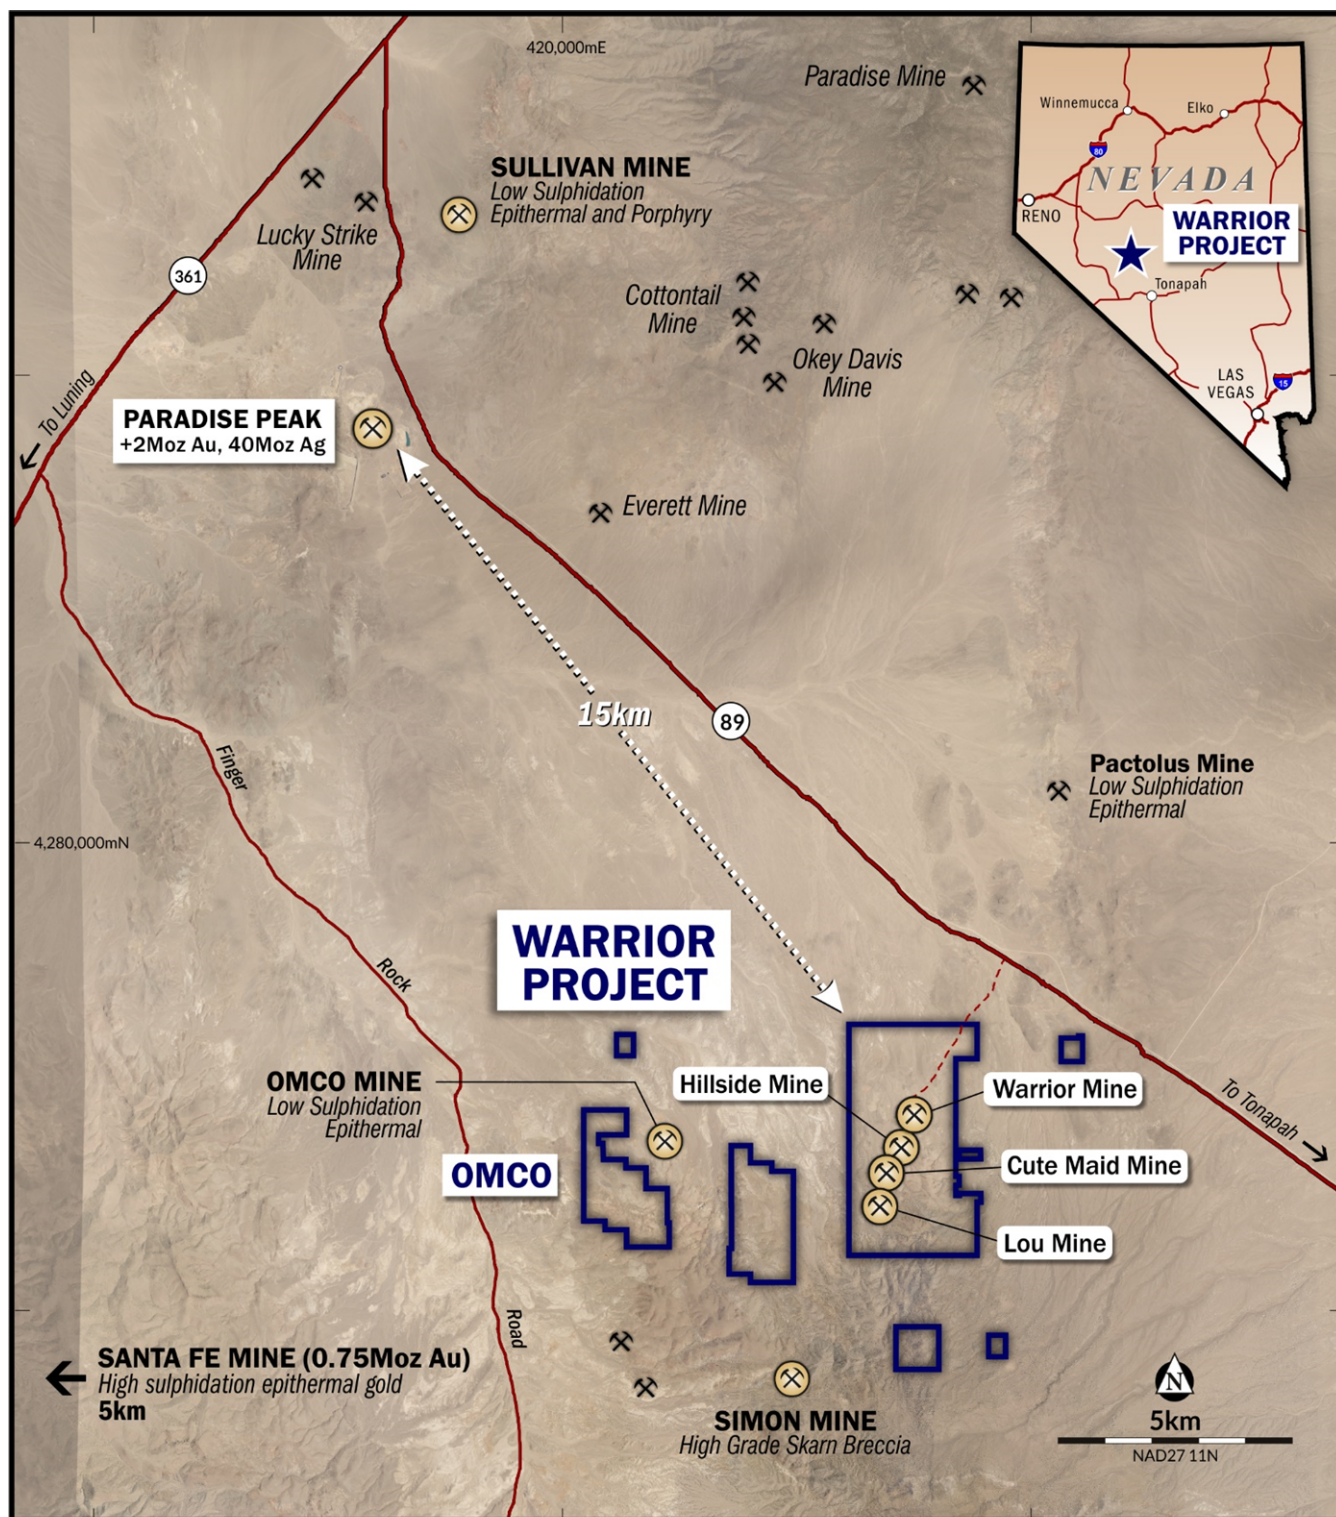 420,000mE
Paradise Mine
Winnemucca
Elko
80
NEVADA
RENO
WARRIOR
PROJECT
Tonapah
LAS
VEGAS
15
SULLIVAN MINE
Low Sulphidation
Epithermal and Porphyry
Lucky Strike
Mine
361
Cottontail
Mine
Okey Davis
Mine
To Luning
PARADISE PEAK
+2Moz Au, 40Moz Ag
Everett Mine
15km
89
Finger
Pactolus Mine
Low Sulphidation
Epithermal
4,280,000mN
WARRIOR
PROJECT
Rock
OMCO MINE
Low Sulphidation
Epithermal
Hillside Mine
Warrior Mine
To Tonapah
OMCO
Cute Maid Mine
Lou Mine
Road
SANTA FE MINE (0.75Moz Au)
High sulphidation epithermal gold
5km
SIMON MINE
High Grade Skarn Breccia
N
5km
NAD27 11N